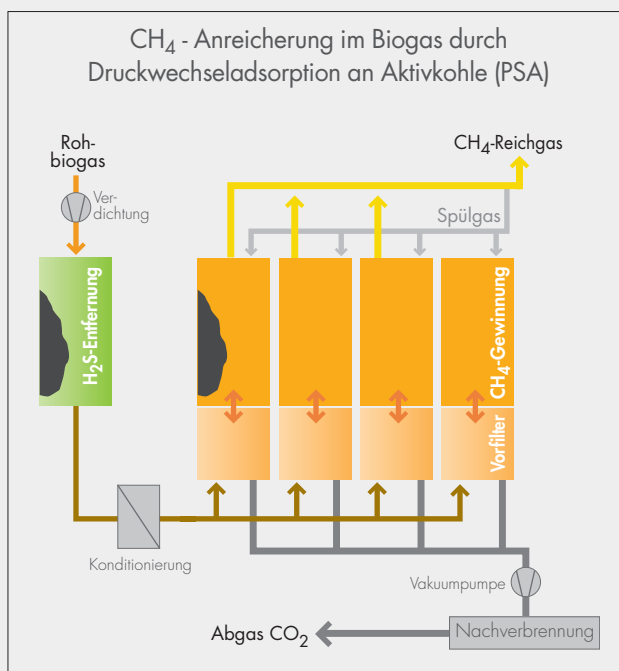 CH4 - Anreicherung im Biogas durch
Druckwechseladsorption an Aktivkohle (PSA)
Roh-
biogas
CH4-Reichgas
Ver-
dichtung
Spülgas
H2S-Entfernung
CH4-Gewinnung
Vorfilter
Konditionierung
Vakuumpumpe
Nachverbrennung
Abgas CO2